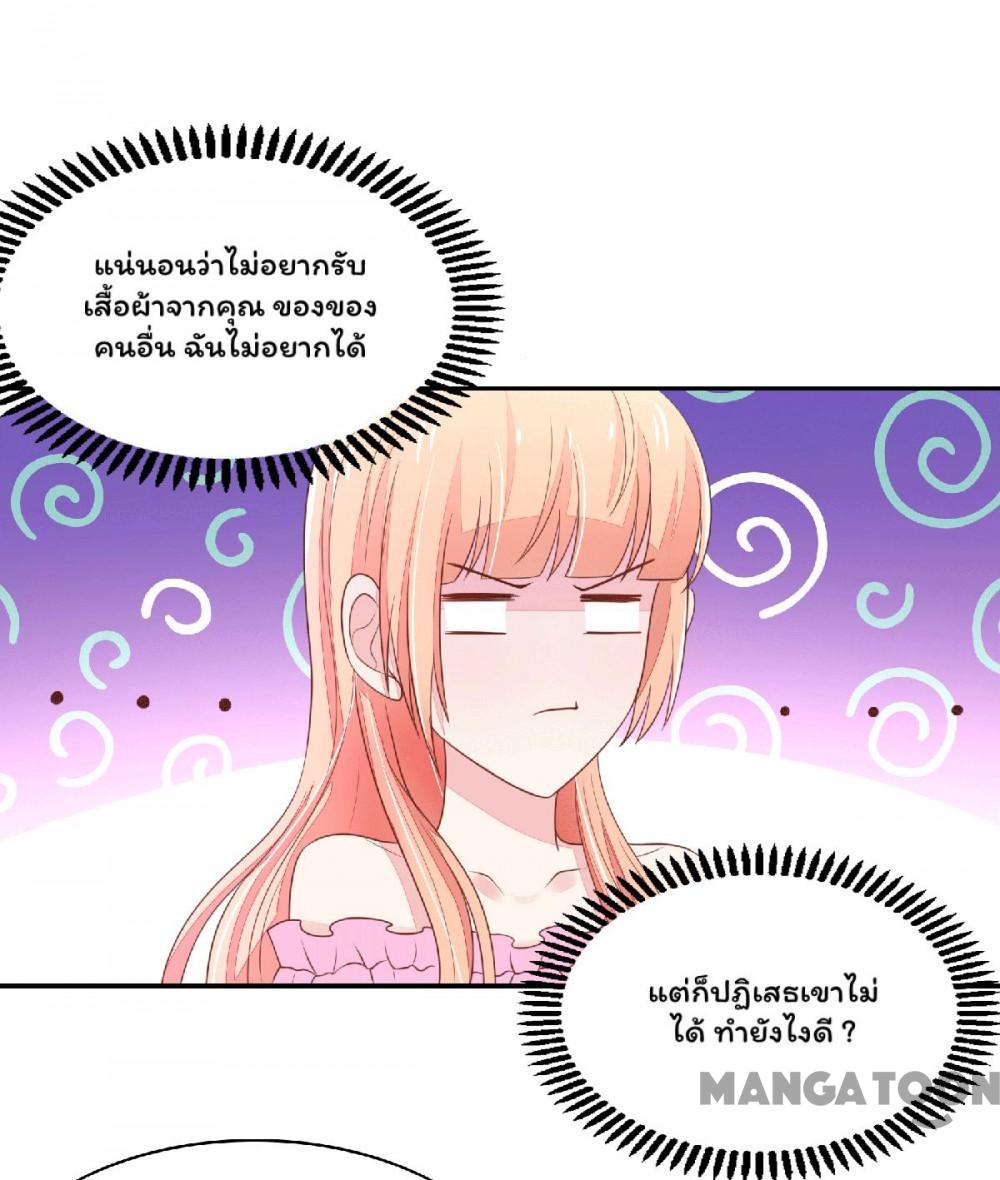 แน่นอนว่าไม่อยากรับ
เสื้อผ้าจากคุณ ของของ
คนอื่น ฉันไม่อยากได้
แต่ก็ปฏิเสธเขาไม่
ได้ ทำยังไงดี ?
MANGATOON